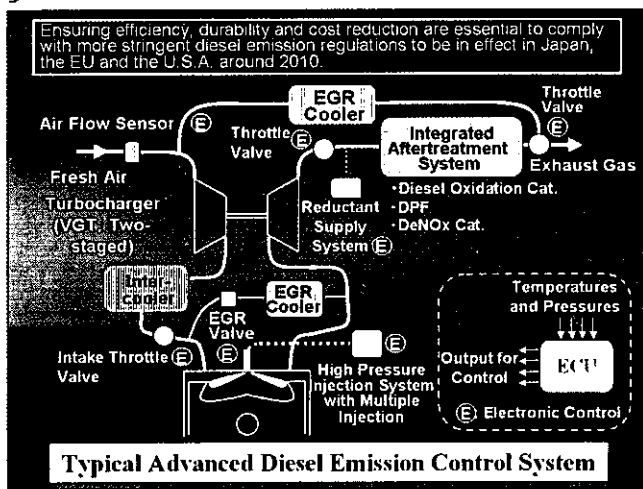 Ensuring efficiency, durability and cost reduction are essential to comply
with more stringent diesel emission regulations to be in effect in Japan,
the EU and the U.S.A. around 2010.
EGR
Cooler
Throttle
Valve
E
Air Flow Sensor
E
Throttle
Valve
E
Integrated
Aftertreatment
System
Exhaust Gas
Fresh Air
Turbocharger
(VGT, Two-
staged)
Reductant
Supply
System E
•Diesel Oxidation Cat.
•DPF
•DeNOx Cat.
Inter-
cooler
EGR
Cooler
EGR
Valve
E
E
Intake Throttle
Valve
E
High Pressure
Injection System
with Multiple
Injection
Temperatures
and Pressures
Output for
Control
ECU
E Electronic Control
Typical Advanced Diesel Emission Control System